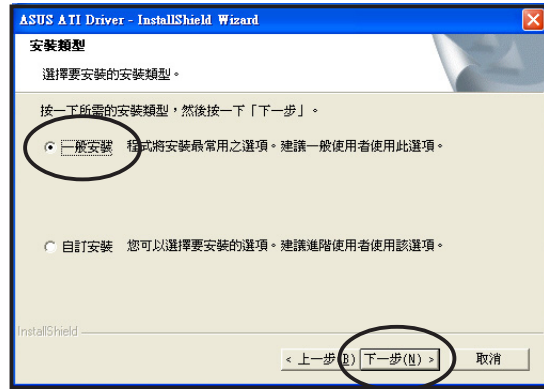 ASUS ATI Driver - InstallShield Wizard
安裝類型
選擇要安裝的安裝類型。
按一下所需的安裝類型，然後按一下「下一步」。
一般安裝 程式將安裝最常用之選項。建議一般使用者使用此選項。
自訂安裝 您可以選擇要安裝的選項。建議進階使用者使用該選項。
InstallShield
< 上一步(B) 下一步(N) > 取消